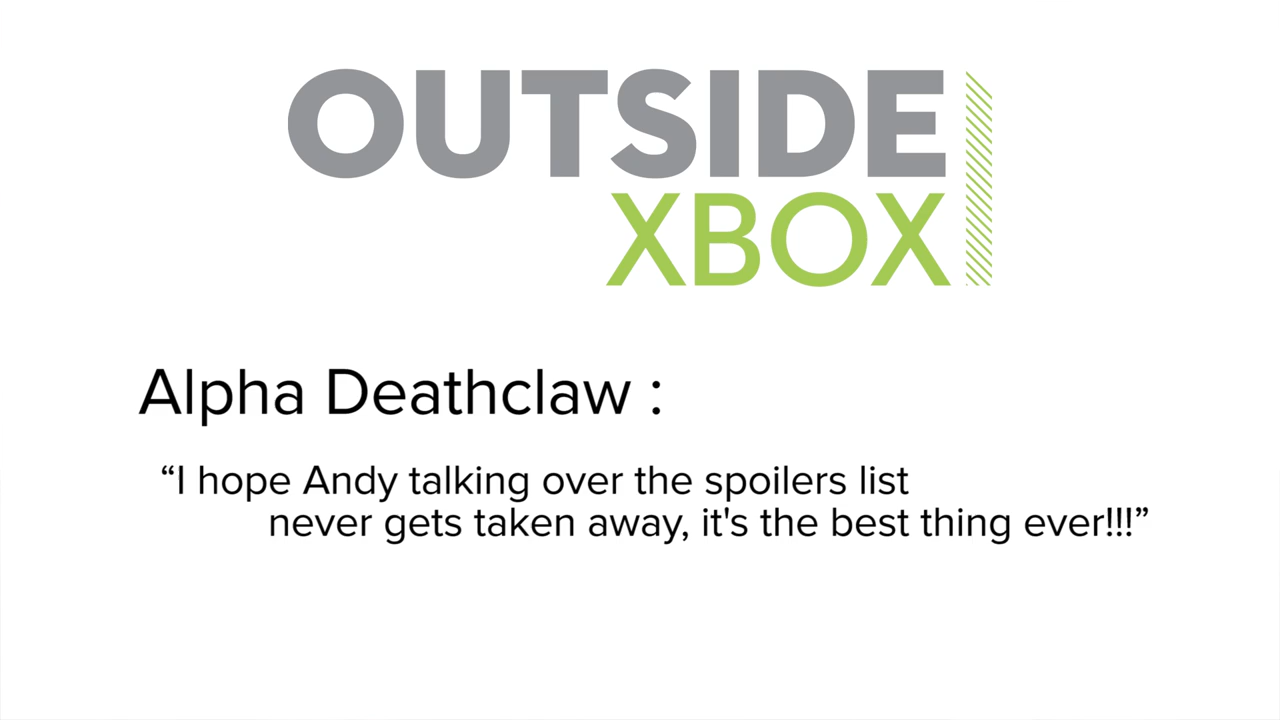 OUTSIDE
XBOX
Alpha Deathclaw :
“I hope Andy talking over the spoilers list
never gets taken away, it's the best thing ever!!!”